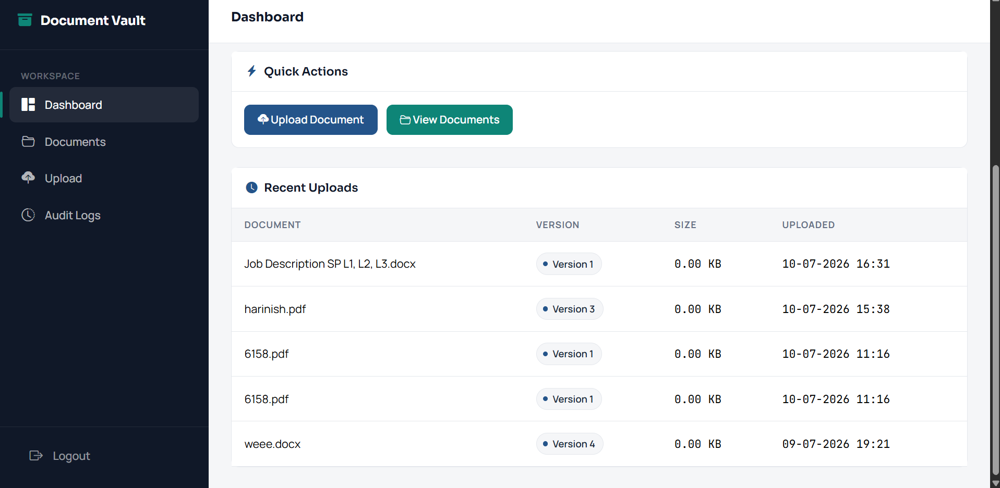 Document Vault
WORKSPACE
Dashboard
Documents
Upload
Audit Logs
Logout
Dashboard
Quick Actions
Upload Document View Documents
Recent Uploads
DOCUMENT VERSION SIZE UPLOADED
Job Description SP L1, L2, L3.docx Version 1 0.00 KB 10-07-2026 16:31
harinish.pdf Version 3 0.00 KB 10-07-2026 15:38
6158.pdf Version 1 0.00 KB 10-07-2026 11:16
6158.pdf Version 1 0.00 KB 10-07-2026 11:16
weee.docx Version 4 0.00 KB 09-07-2026 19:21